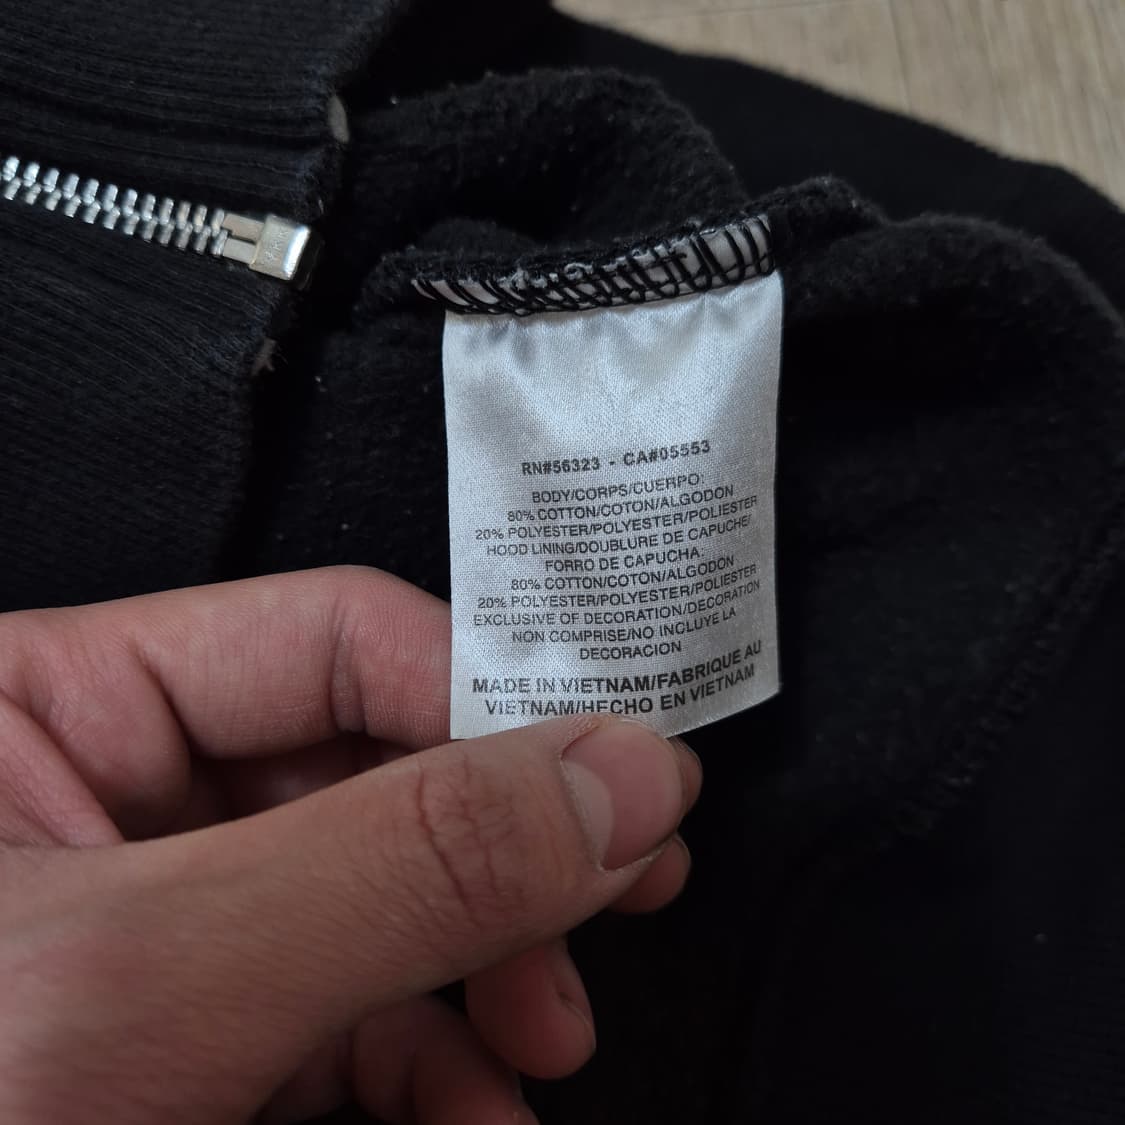 RN#56323 - CA#05553
BODY/CORPS/CUERPO:
80% COTTON/COTON/ALGODON
20% POLYESTER/POLYESTER/POLIESTER
HOOD LINING/DOUBLURE DE CAPUCHE/
FORRO DE CAPUCHA:
80% COTTON/COTON/ALGODON
20% POLYESTER/POLYESTER/POLIESTER
EXCLUSIVE OF DECORATION/DECORATION
NON COMPRISE/NO INCLUYE LA
DECORACION
MADE IN VIETNAM/FABRIQUE AU
VIETNAM/HECHO EN VIETNAM